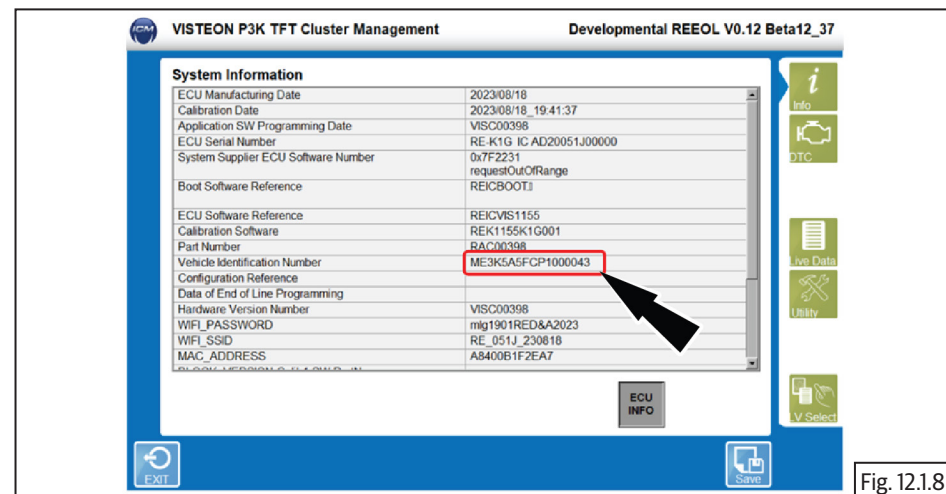 ICM VISTEON P3K TFT Cluster Management Developmental REEOL V0.12 Beta12_37
System Information
ECU Manufacturing Date 2023/08/18
Calibration Date 2023/08/18_19:41:37
Application SW Programming Date VISC00398
ECU Serial Number RE-K1G IC AD20051J00000
System Supplier ECU Software Number 0x7F2231
requestOutOfRange
Boot Software Reference REICBOOT
ECU Software Reference REICVIS1155
Calibration Software REK1155K1G001
Part Number RAC00398
Vehicle Identification Number ME3K5A5FCP1000043
Configuration Reference
Data of End of Line Programming
Hardware Version Number VISC00398
WIFI_PASSWORD mlg1901RED&A2023
WIFI_SSID RE_051J_230818
MAC_ADDRESS A8400B1F2EA7
i
Info
DTC
Live Data
Utility
LV Select
ECU
INFO
EXIT
Save
Fig. 12.1.8